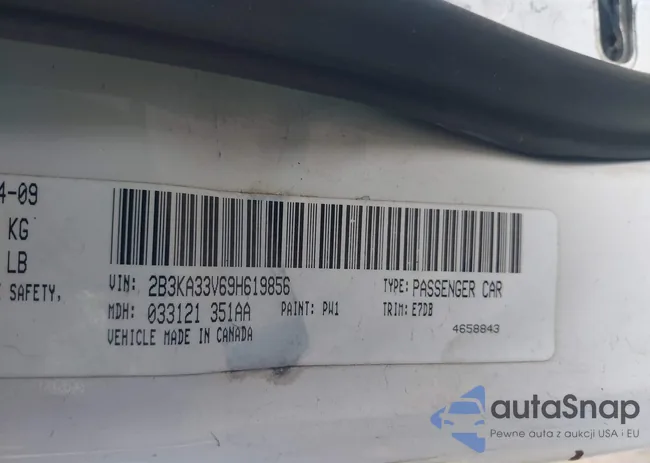 4-09
KG
LB
SAFETY,
VIN: 2B3KA33V69H619856
TYPE: PASSENGER CAR
MDH: 033121 351AA
PAINT: PW1
TRIM: E7DB
VEHICLE MADE IN CANADA
4658843
autoSnap
Pewne auta z aukcji USA i EU